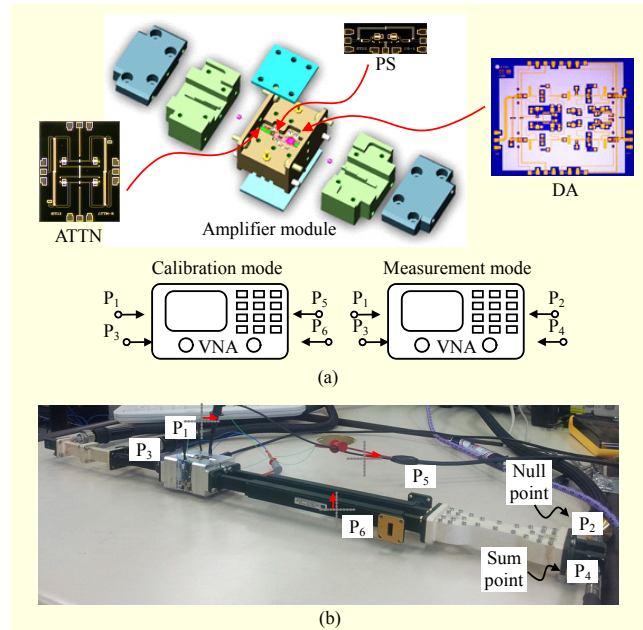 PS
ATTN
DA
Amplifier module
Calibration mode
Measurement mode
P1
P3
VNA
P5
P6
P1
P3
VNA
P2
P4
(a)
P1
P3
P5
P6
Null
point
P2
Sum
point
P4
(b)